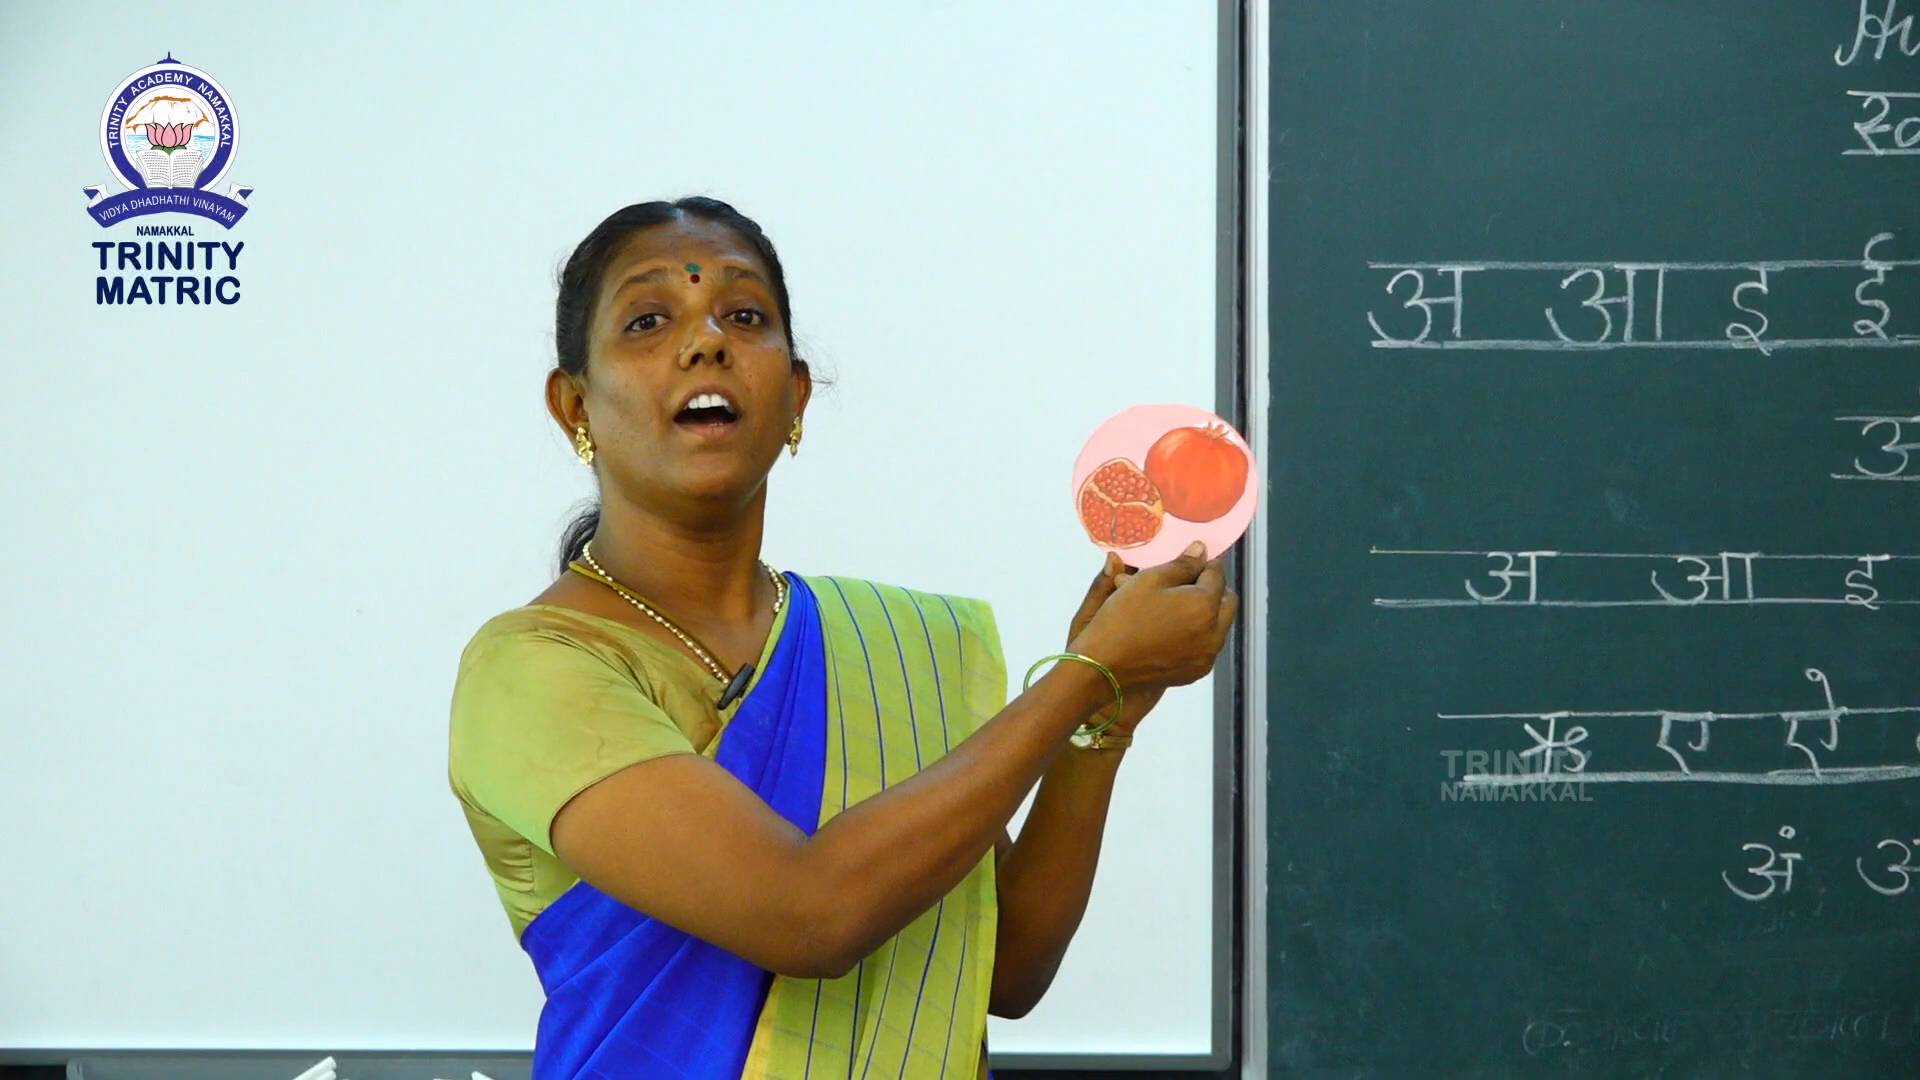 TRINITY ACADEMY NAMAKKAL
VIDYA DHADHATHI VINAYAM
NAMAKKAL
TRINITY
MATRIC
अ आ इ ई
अ आ इ
ऋ ए ऐ
TRINITY
NAMAKKAL
अं